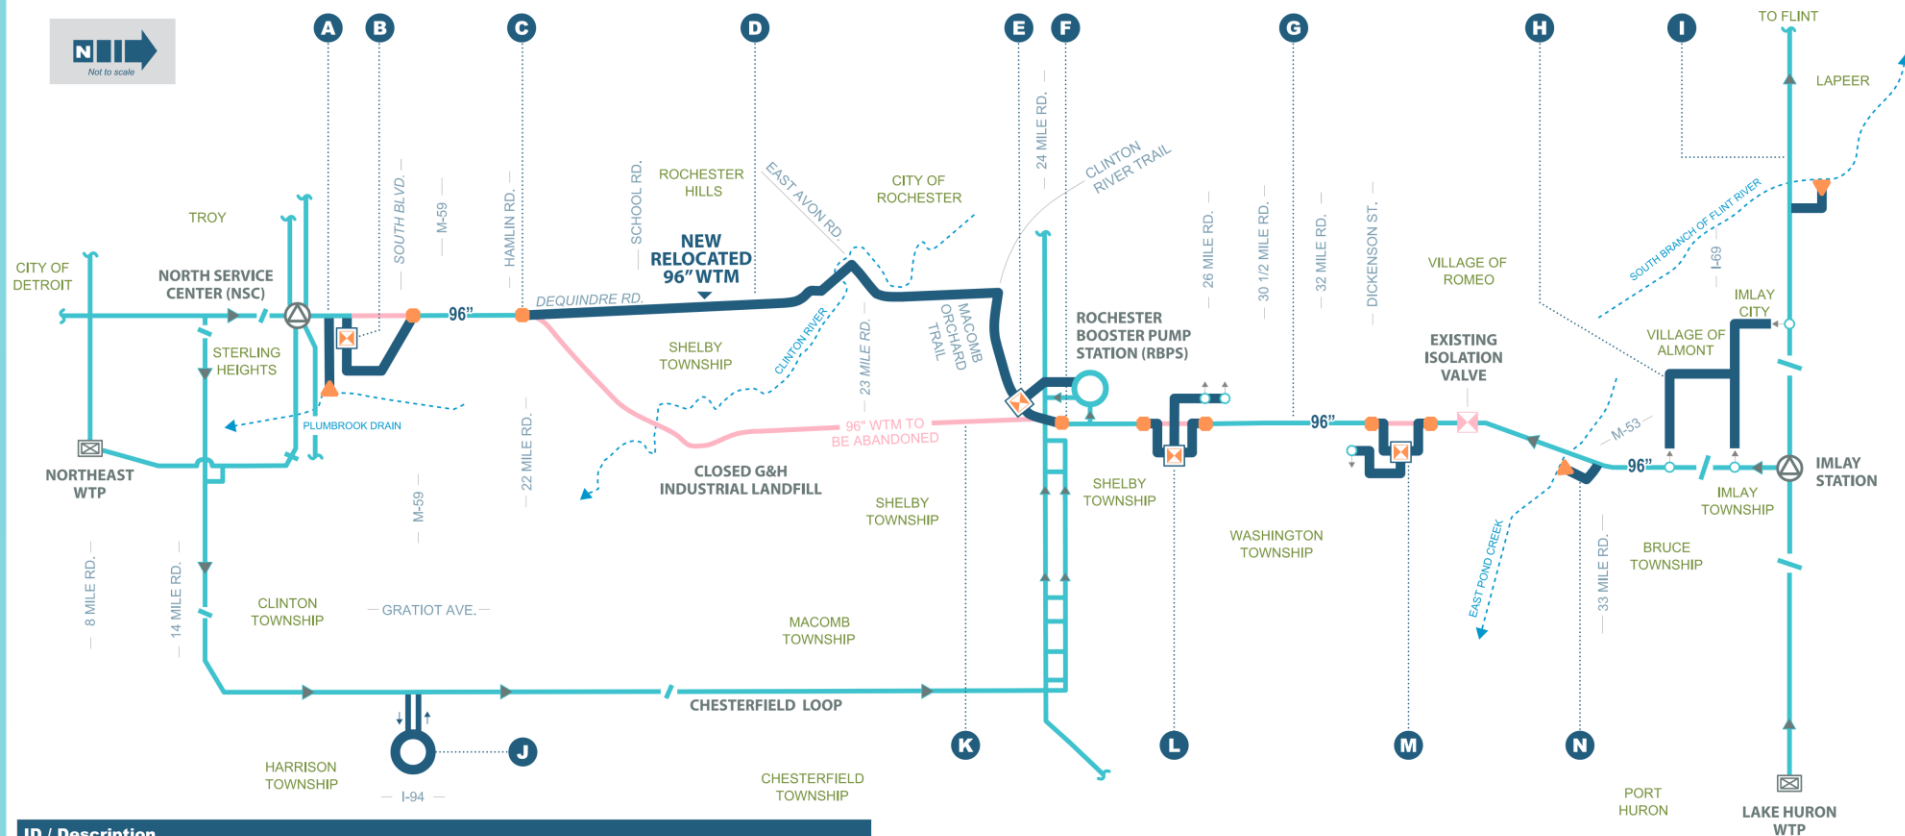 TO FLINT
A
B
C
D
E
F
G
H
I
N
Not to scale
LAPEER
24 MILE RD.
CLINTON
RIVER TRAIL
EAST AVON RD.
ROCHESTER
HILLS
CITY OF
ROCHESTER
TROY
SOUTH BLVD.
M-59
HAMLIN RD.
SCHOOL RD.
NEW
RELOCATED
96" WTM
26 MILE RD.
30 1/2 MILE RD.
32 MILE RD.
DICKENSON ST.
VILLAGE OF
ROMEO
SOUTH BRANCH OF FLINT RIVER
I-69
CITY OF
DETROIT
NORTH SERVICE
CENTER (NSC)
DEQUINDRE RD.
96"
IMLAY
CITY
MACOMB
ORCHARD
TRAIL
ROCHESTER
BOOSTER PUMP
STATION (RBPS)
VILLAGE OF
ALMONT
EXISTING
ISOLATION
VALVE
STERLING
HEIGHTS
SHELBY
TOWNSHIP
CLINTON RIVER
23 MILE RD.
PLUMBROOK DRAIN
96" WTM TO
BE ABANDONED
96"
M-53
22 MILE RD.
CLOSED G&H
INDUSTRIAL LANDFILL
NORTHEAST
WTP
96"
IMLAY
STATION
SHELBY
TOWNSHIP
SHELBY
TOWNSHIP
IMLAY
TOWNSHIP
M-59
WASHINGTON
TOWNSHIP
EAST POND CREEK
33 MILE RD.
BRUCE
TOWNSHIP
8 MILE RD.
14 MILE RD.
CLINTON
TOWNSHIP
GRATIOT AVE.
MACOMB
TOWNSHIP
CHESTERFIELD LOOP
J
K
L
M
N
HARRISON
TOWNSHIP
I-94
CHESTERFIELD
TOWNSHIP
PORT
HURON
LAKE HURON
WTP
ID / Description